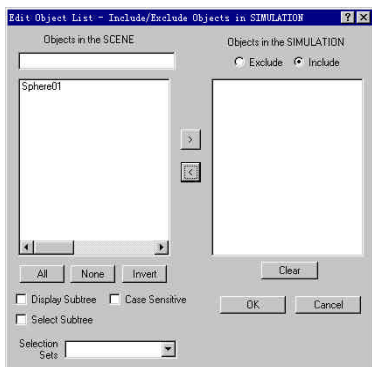 Edit Object List - Include/Exclude Objects in SIMULATION
Objects in the SCENE
Objects in the SIMULATION
Exclude
Include
Sphere01
>
<
All
None
Invert
Clear
Display Subtree
Case Sensitive
OK
Cancel
Select Subtree
Selection
Sets